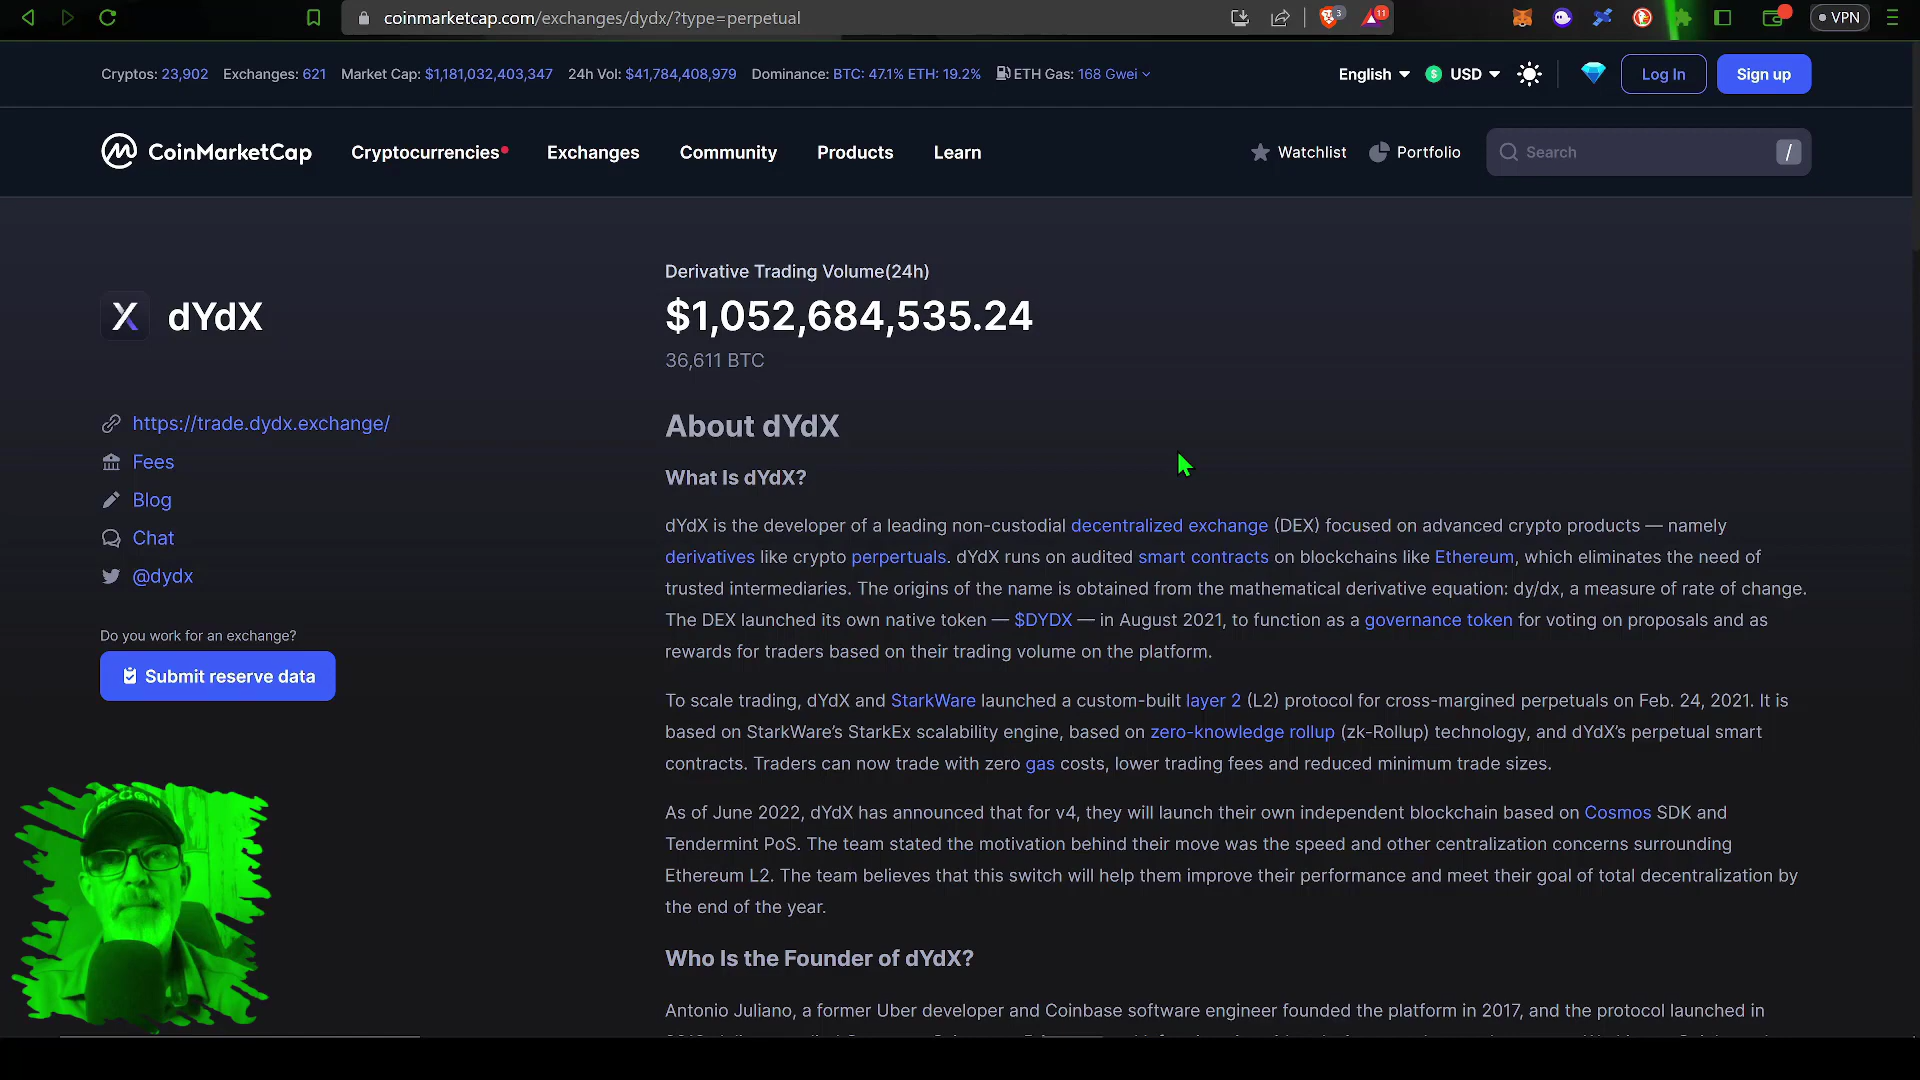 coinmarketcap.com/exchanges/dydx/?type=perpetual
3
11
VPN
Cryptos: 23,902 Exchanges: 621 Market Cap: $1,181,032,403,347 24h Vol: $41,784,408,979 Dominance: BTC: 47.1% ETH: 19.2% ETH Gas: 168 Gwei
English USD Log In Sign up
CoinMarketCap Cryptocurrencies Exchanges Community Products Learn Watchlist Portfolio Search /
dYdX
https://trade.dydx.exchange/
Fees
Blog
Chat
@dydx
Do you work for an exchange?
Submit reserve data
RECON
Derivative Trading Volume(24h)
$1,052,684,535.24
36,611 BTC
About dYdX
What Is dYdX?
dYdX is the developer of a leading non-custodial decentralized exchange (DEX) focused on advanced crypto products — namely
derivatives like crypto perpertuals. dYdX runs on audited smart contracts on blockchains like Ethereum, which eliminates the need of
trusted intermediaries. The origins of the name is obtained from the mathematical derivative equation: dy/dx, a measure of rate of change.
The DEX launched its own native token — $DYDX — in August 2021, to function as a governance token for voting on proposals and as
rewards for traders based on their trading volume on the platform.
To scale trading, dYdX and StarkWare launched a custom-built layer 2 (L2) protocol for cross-margined perpetuals on Feb. 24, 2021. It is
based on StarkWare's StarkEx scalability engine, based on zero-knowledge rollup (zk-Rollup) technology, and dYdX's perpetual smart
contracts. Traders can now trade with zero gas costs, lower trading fees and reduced minimum trade sizes.
As of June 2022, dYdX has announced that for v4, they will launch their own independent blockchain based on Cosmos SDK and
Tendermint PoS. The team stated the motivation behind their move was the speed and other centralization concerns surrounding
Ethereum L2. The team believes that this switch will help them improve their performance and meet their goal of total decentralization by
the end of the year.
Who Is the Founder of dYdX?
Antonio Juliano, a former Uber developer and Coinbase software engineer founded the platform in 2017, and the protocol launched in